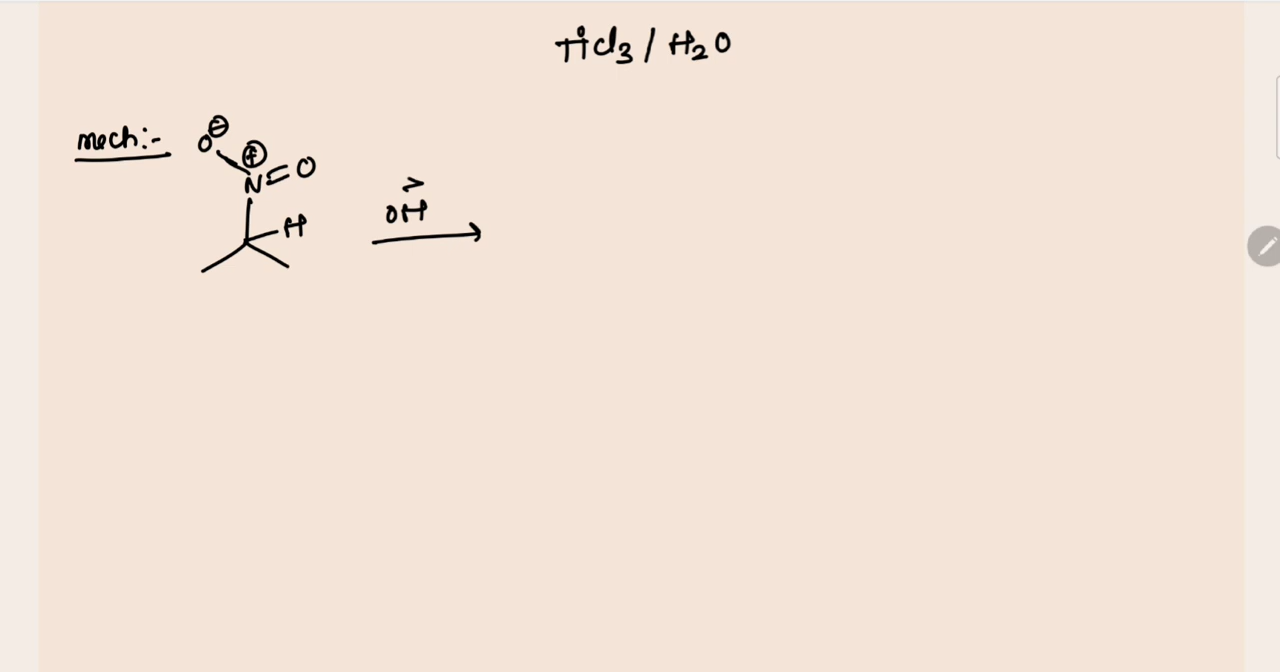 TiCl3 / H2O
mech:-
O⊖
⊕
N=O
H
>
OH